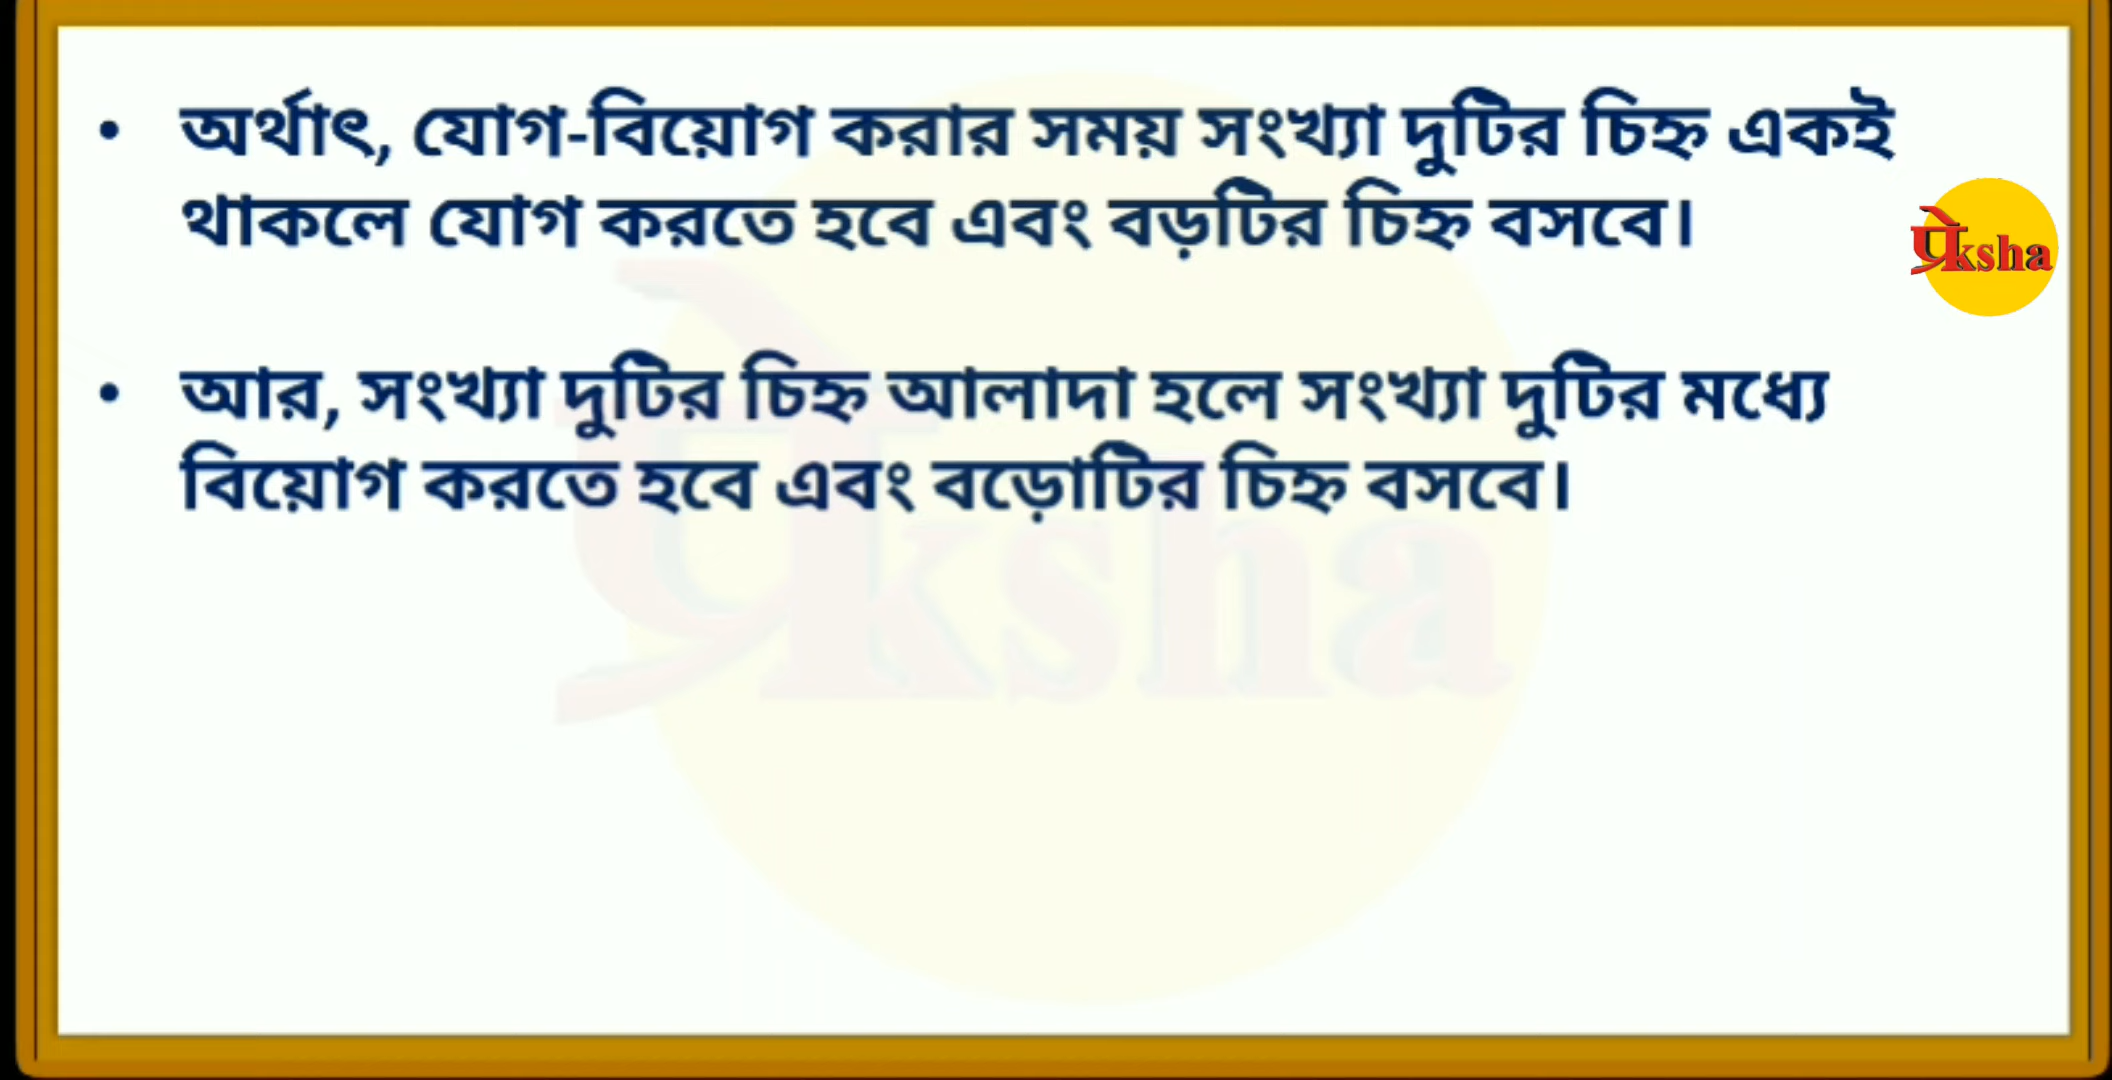 • অর্থাৎ, যোগ-বিয়োগ করার সময় সংখ্যা দুটির চিহ্ন একই
থাকলে যোগ করতে হবে এবং বড়টির চিহ্ন বসবে।
प्रेksha
• আর, সংখ্যা দুটির চিহ্ন আলাদা হলে সংখ্যা দুটির মধ্যে
বিয়োগ করতে হবে এবং বড়োটির চিহ্ন বসবে।
प्रेksha